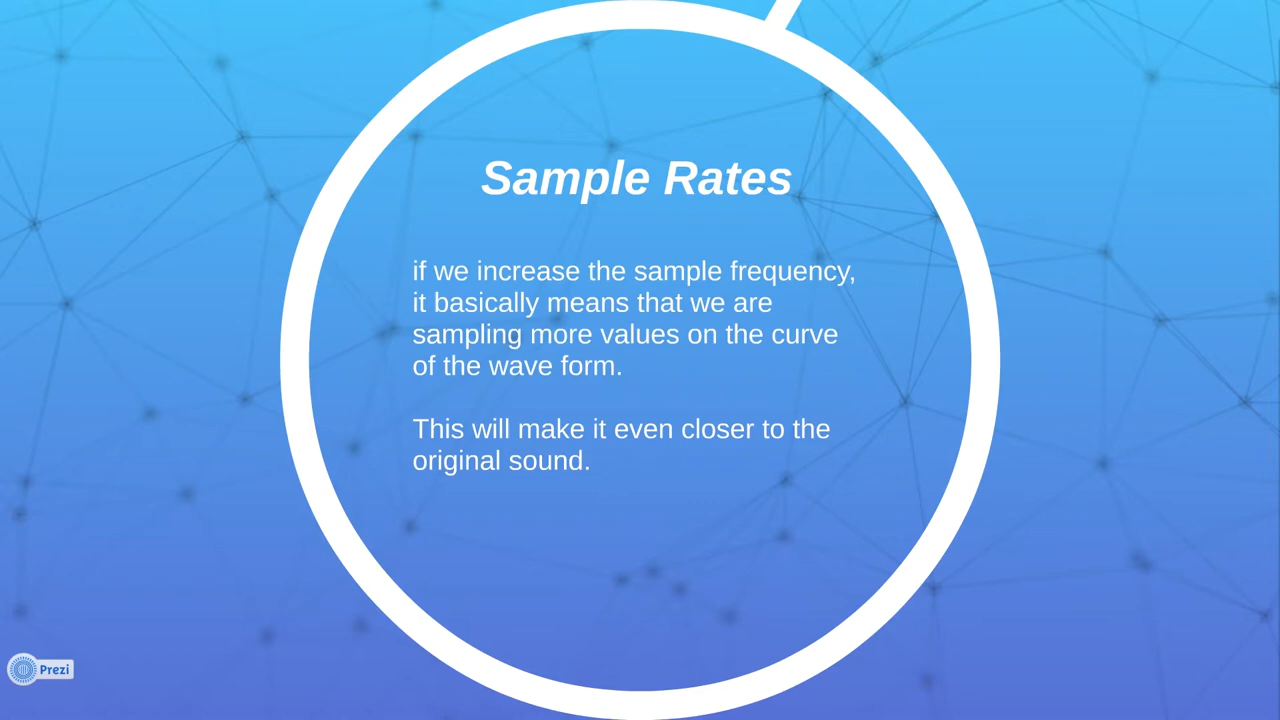 Sample Rates
if we increase the sample frequency,
it basically means that we are
sampling more values on the curve
of the wave form.
This will make it even closer to the
original sound.
Prezi